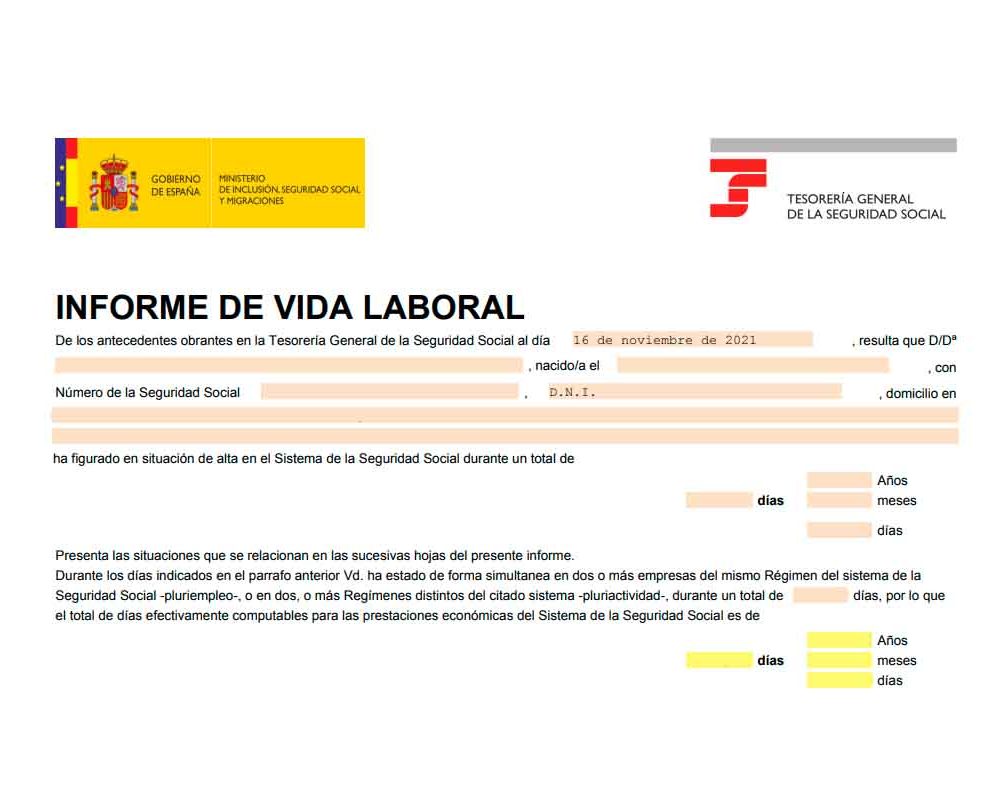 GOBIERNO
DE ESPAÑA
MINISTERIO
DE INCLUSIÓN, SEGURIDAD SOCIAL
Y MIGRACIONES
TESORERÍA GENERAL
DE LA SEGURIDAD SOCIAL
INFORME DE VIDA LABORAL
De los antecedentes obrantes en la Tesorería General de la Seguridad Social al día 16 de noviembre de 2021 , resulta que D/Dª
, nacido/a el , con
Número de la Seguridad Social , D.N.I. , domicilio en
ha figurado en situación de alta en el Sistema de la Seguridad Social durante un total de
Años
días meses
días
Presenta las situaciones que se relacionan en las sucesivas hojas del presente informe.
Durante los días indicados en el parrafo anterior Vd. ha estado de forma simultanea en dos o más empresas del mismo Régimen del sistema de la
Seguridad Social -pluriempleo-, o en dos, o más Regímenes distintos del citado sistema -pluriactividad-, durante un total de días, por lo que
el total de días efectivamente computables para las prestaciones económicas del Sistema de la Seguridad Social es de
Años
días meses
días